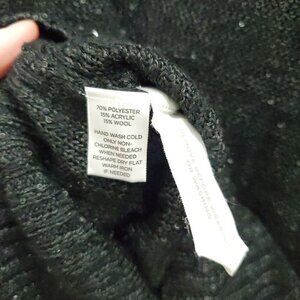 70% POLYESTER
15% ACRYLIC
15% WOOL
HAND WASH COLD
ONLY NON-
CHLORINE BLEACH
WHEN NEEDED
RESHAPE DRY FLAT
WARM IRON
IF NEEDED